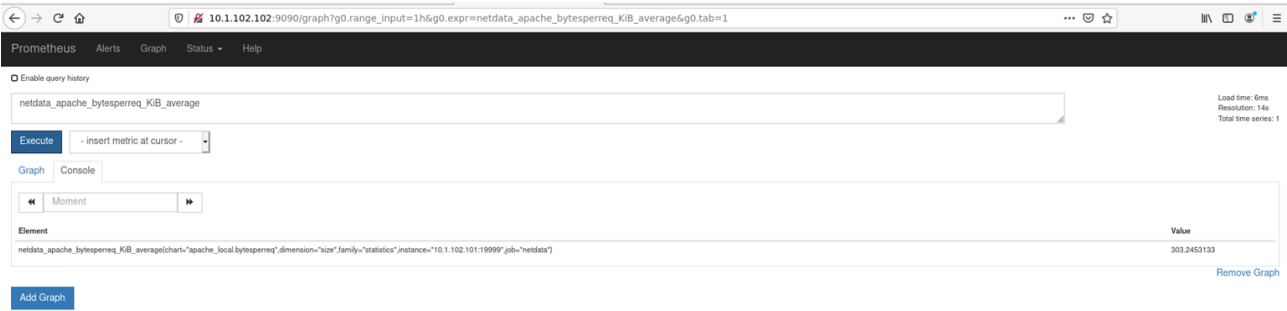 10.1.102.102:9090/graph?g0.range_input=1h&g0.expr=netdata_apache_bytesperreq_KiB_average&g0.tab=1
Prometheus Alerts Graph Status Help
Enable query history
netdata_apache_bytesperreq_KiB_average
Load time: 6ms
Resolution: 14s
Total time series: 1
Execute - insert metric at cursor -
Graph Console
Moment
Element Value
netdata_apache_bytesperreq_KiB_average{chart="apache_local.bytesperreq",dimension="size",family="statistics",instance="10.1.102.101:19999",job="netdata"} 303.2453133
Remove Graph
Add Graph